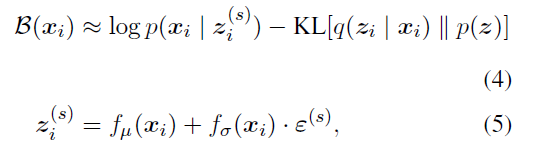 𝓑(𝒙ᵢ) ≈ log p(𝒙ᵢ | 𝒛ᵢ⁽ˢ⁾) − KL[q(𝒛ᵢ | 𝒙ᵢ) ∥ p(𝒛)]
(4)
𝒛ᵢ⁽ˢ⁾ = f_μ(𝒙ᵢ) + f_σ(𝒙ᵢ) · ε⁽ˢ⁾, (5)